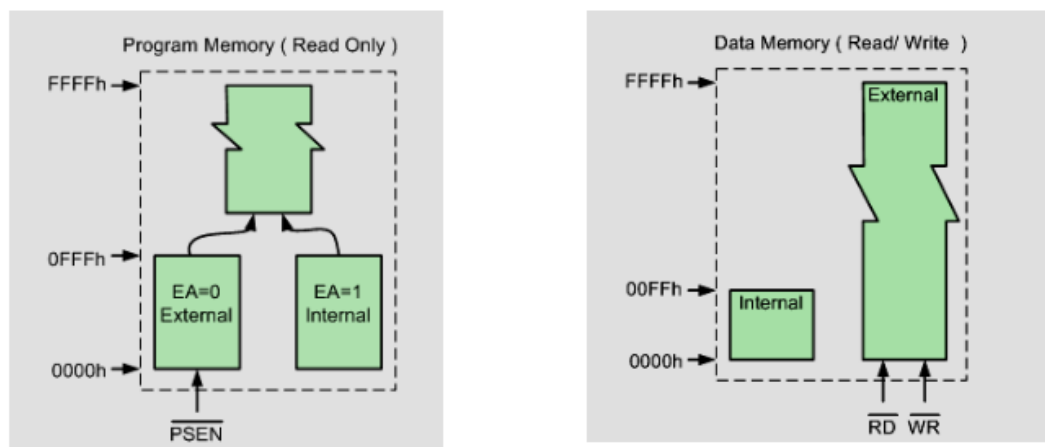 Program Memory ( Read Only )
FFFFh
0FFFh
EA=0
External
EA=1
Internal
0000h
PSEN
Data Memory ( Read/ Write )
FFFFh
External
00FFh
Internal
0000h
RD WR